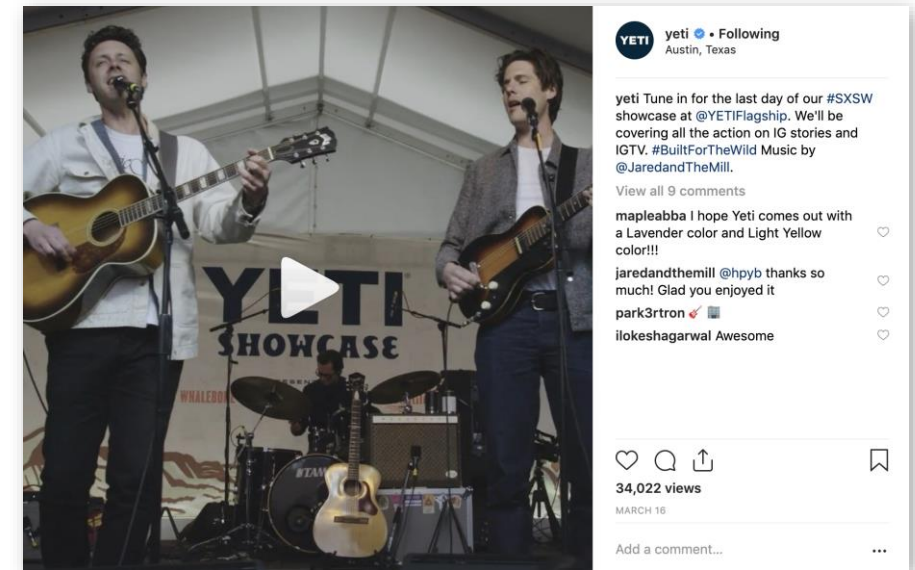 YETI
SHOWCASE
WHALEBONE
TAMA
YETI
yeti • Following
Austin, Texas
yeti Tune in for the last day of our #SXSW
showcase at @YETIFlagship. We'll be
covering all the action on IG stories and
IGTV. #BuiltForTheWild Music by
@JaredandTheMill.
View all 9 comments
mapleabba I hope Yeti comes out with
a Lavender color and Light Yellow
color!!!
jaredandthemill @hpyb thanks so
much! Glad you enjoyed it
park3rtron 🎸 🏢
ilokeshagarwal Awesome
34,022 views
MARCH 16
Add a comment...